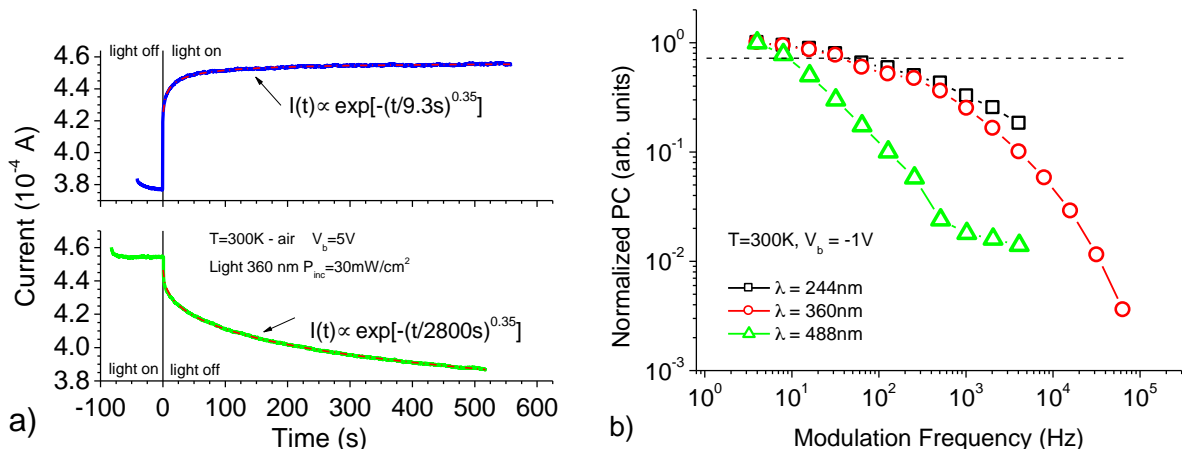 light off
light on
4.6
4.4
4.2
4.0
3.8
I(t)∝exp[-(t/9.3s)^0.35]
Current (10^-4 A)
4.6
4.4
4.2
4.0
3.8
T=300K - air V_b=5V
Light 360 nm P_inc=30mW/cm^2
I(t)∝exp[-(t/2800s)^0.35]
light on
light off
-100 0 100 200 300 400 500 600
Time (s)
a)
Normalized PC (arb. units)
10^0
10^-1
10^-2
10^-3
T=300K, V_b = -1V
λ = 244nm
λ = 360nm
λ = 488nm
10^0 10^1 10^2 10^3 10^4 10^5
Modulation Frequency (Hz)
b)